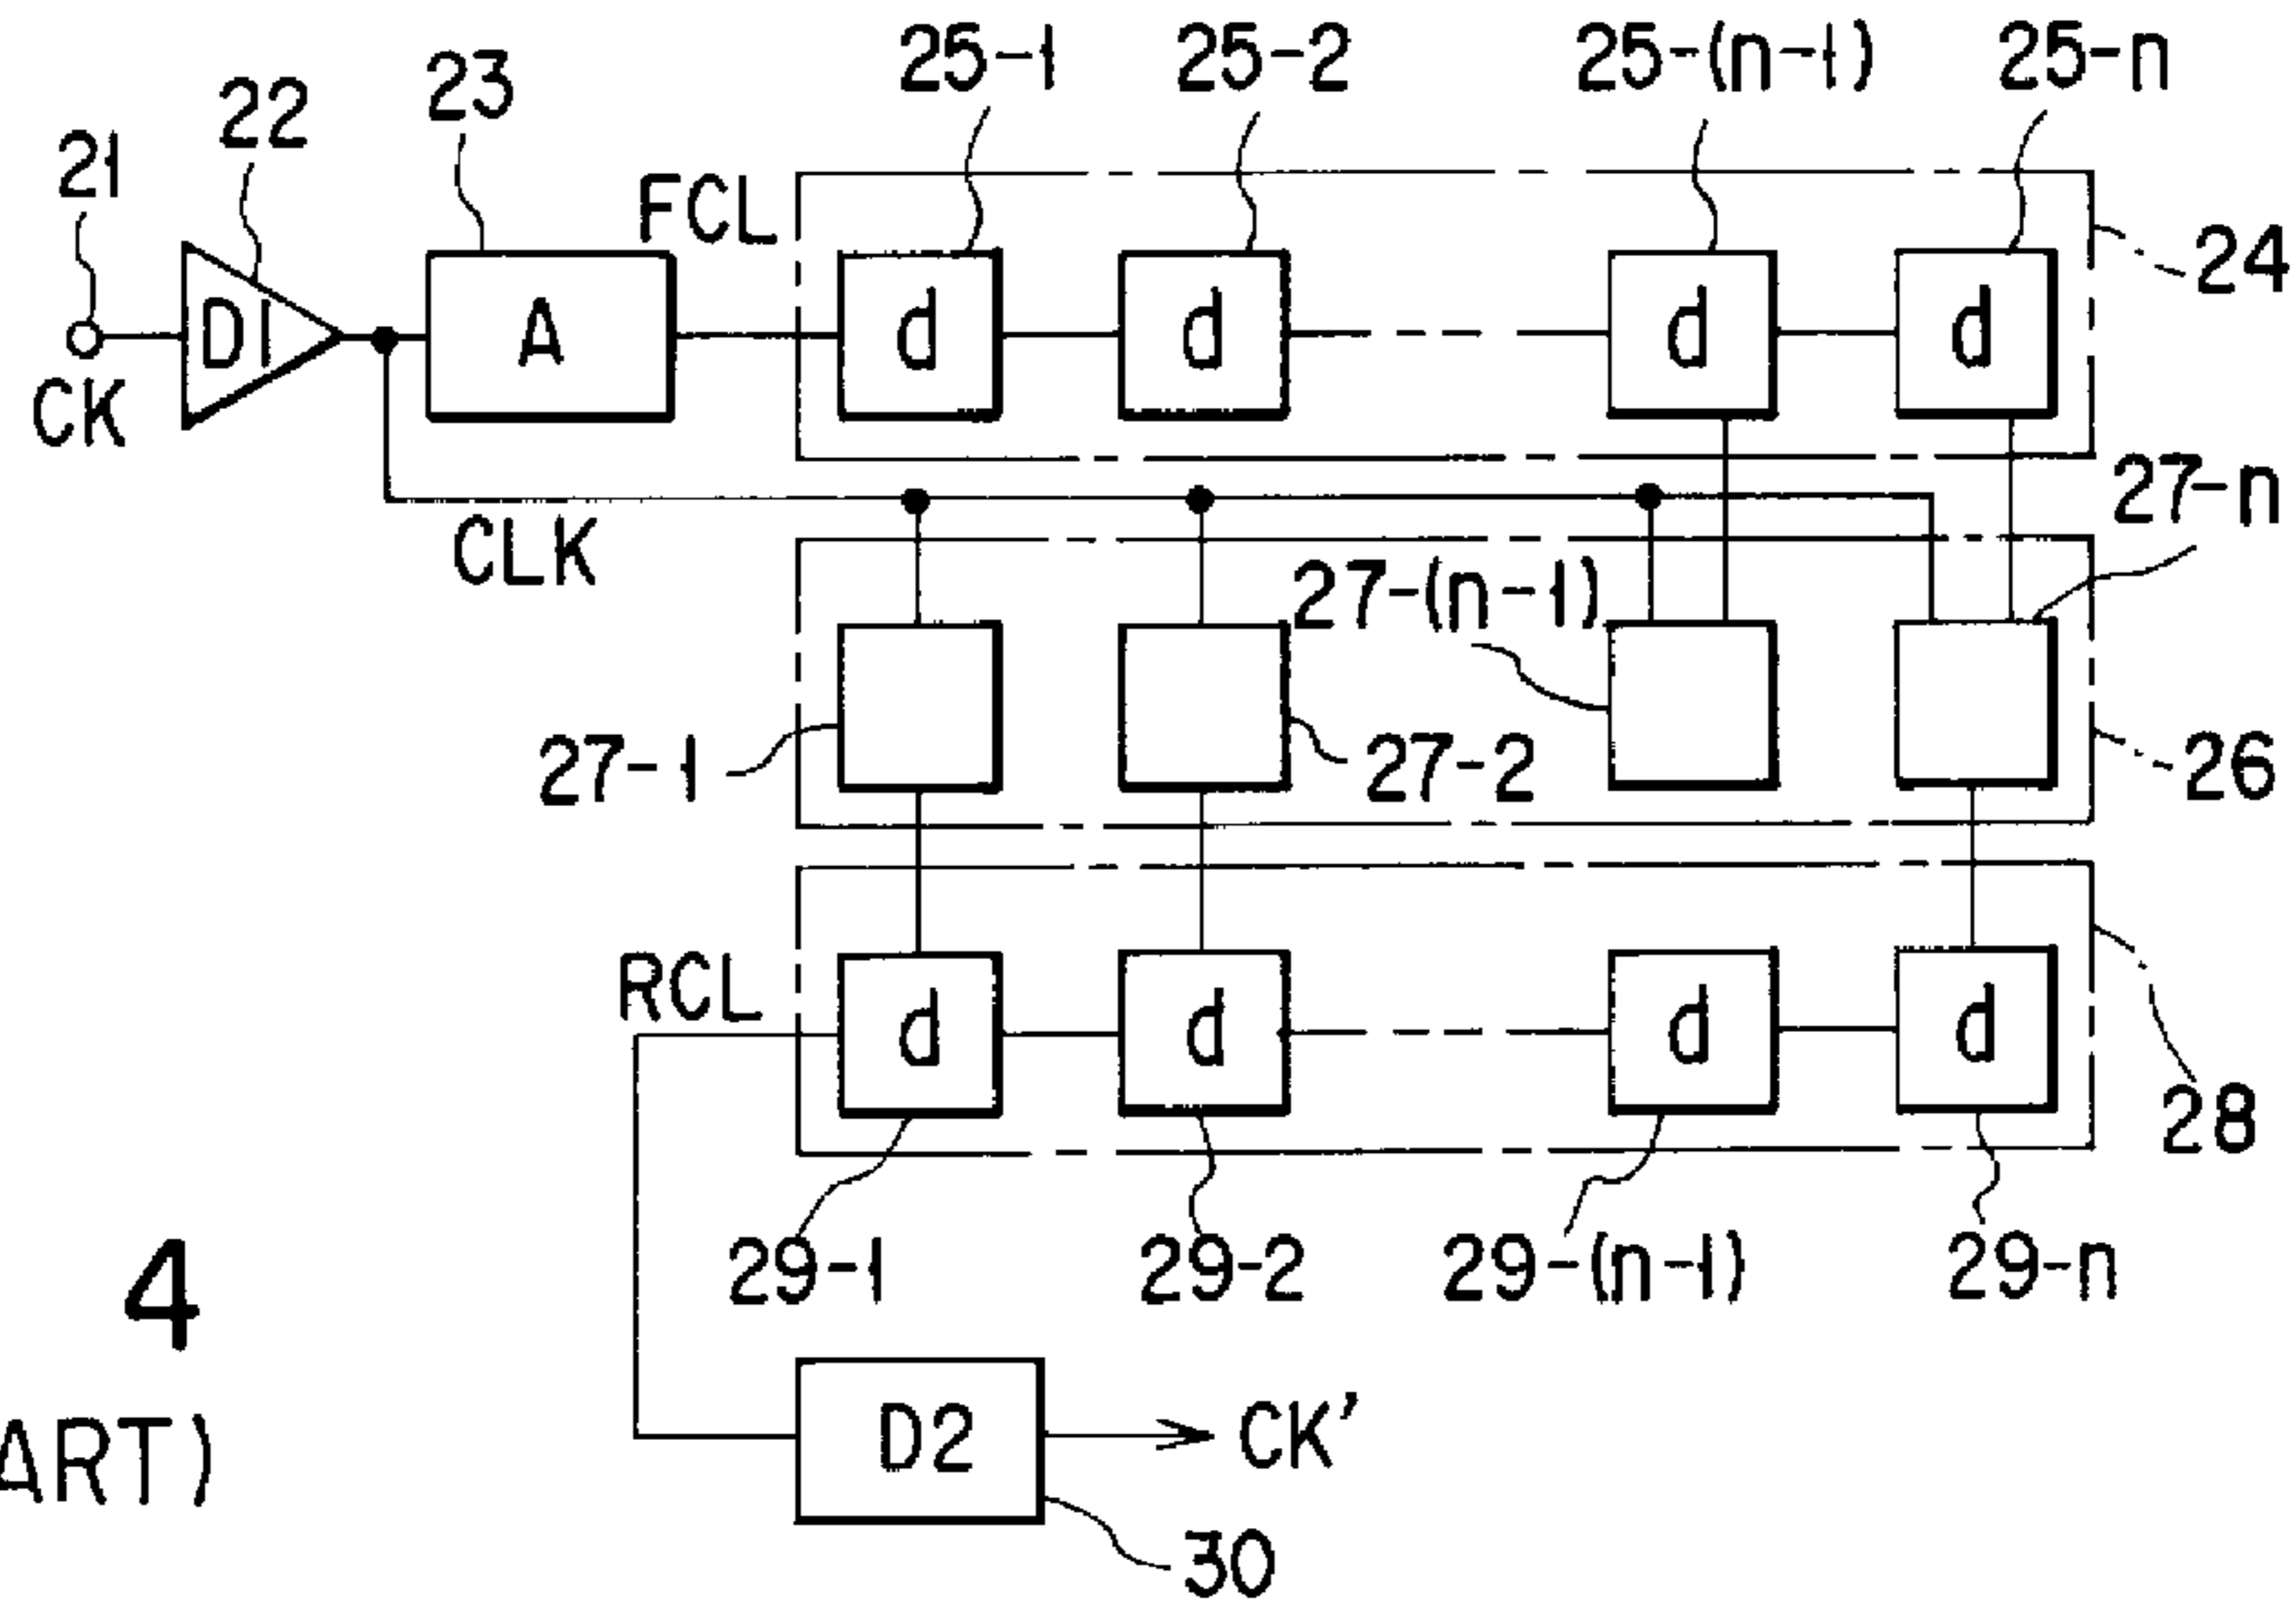 25-1 25-2 25-(n-1) 25-n
23
22
21
FCL
24
D1 A d d d d
CK
27-n
CLK
27-(n-1)
27-1 27-2 26
RCL
d d d d
28
29-1 29-2 29-(n-1) 29-n
4
D2 CK'
ART)
30